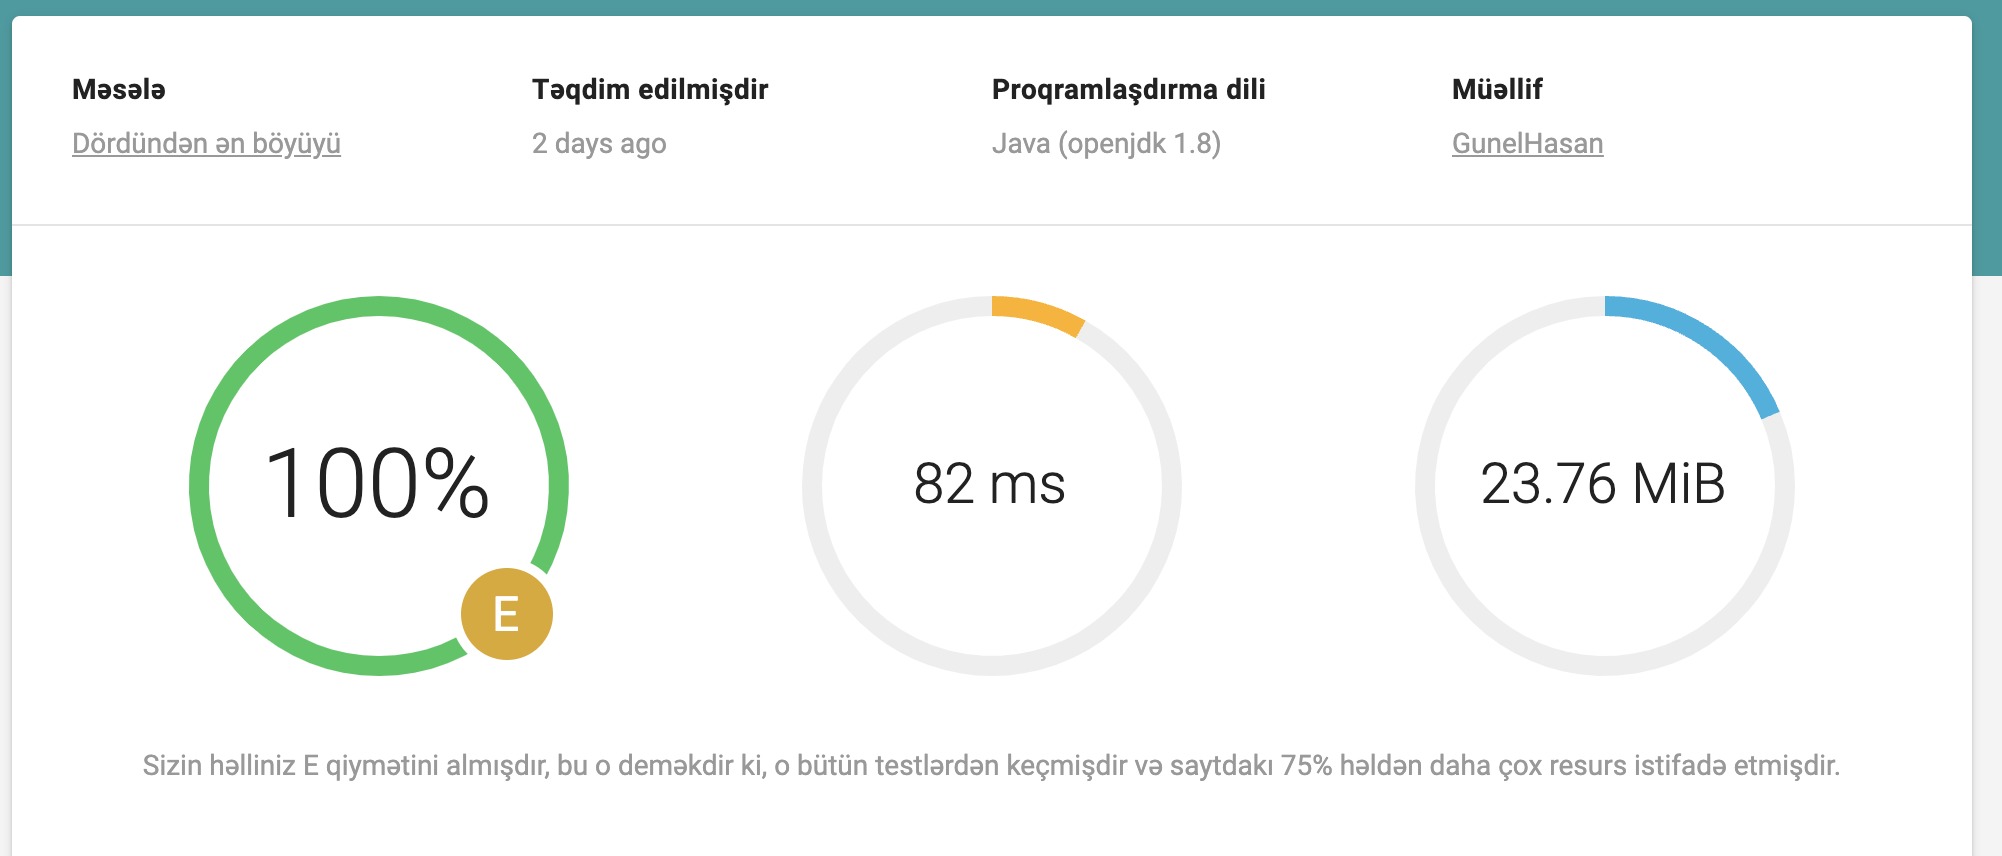 Məsələ
Dördündən ən böyüyü
Təqdim edilmişdir
2 days ago
Proqramlaşdırma dili
Java (openjdk 1.8)
Müəllif
GunelHasan
100%
E
82 ms
23.76 MiB
Sizin həlliniz E qiymətini almışdır, bu o deməkdir ki, o bütün testlərdən keçmişdir və saytdakı 75% həldən daha çox resurs istifadə etmişdir.